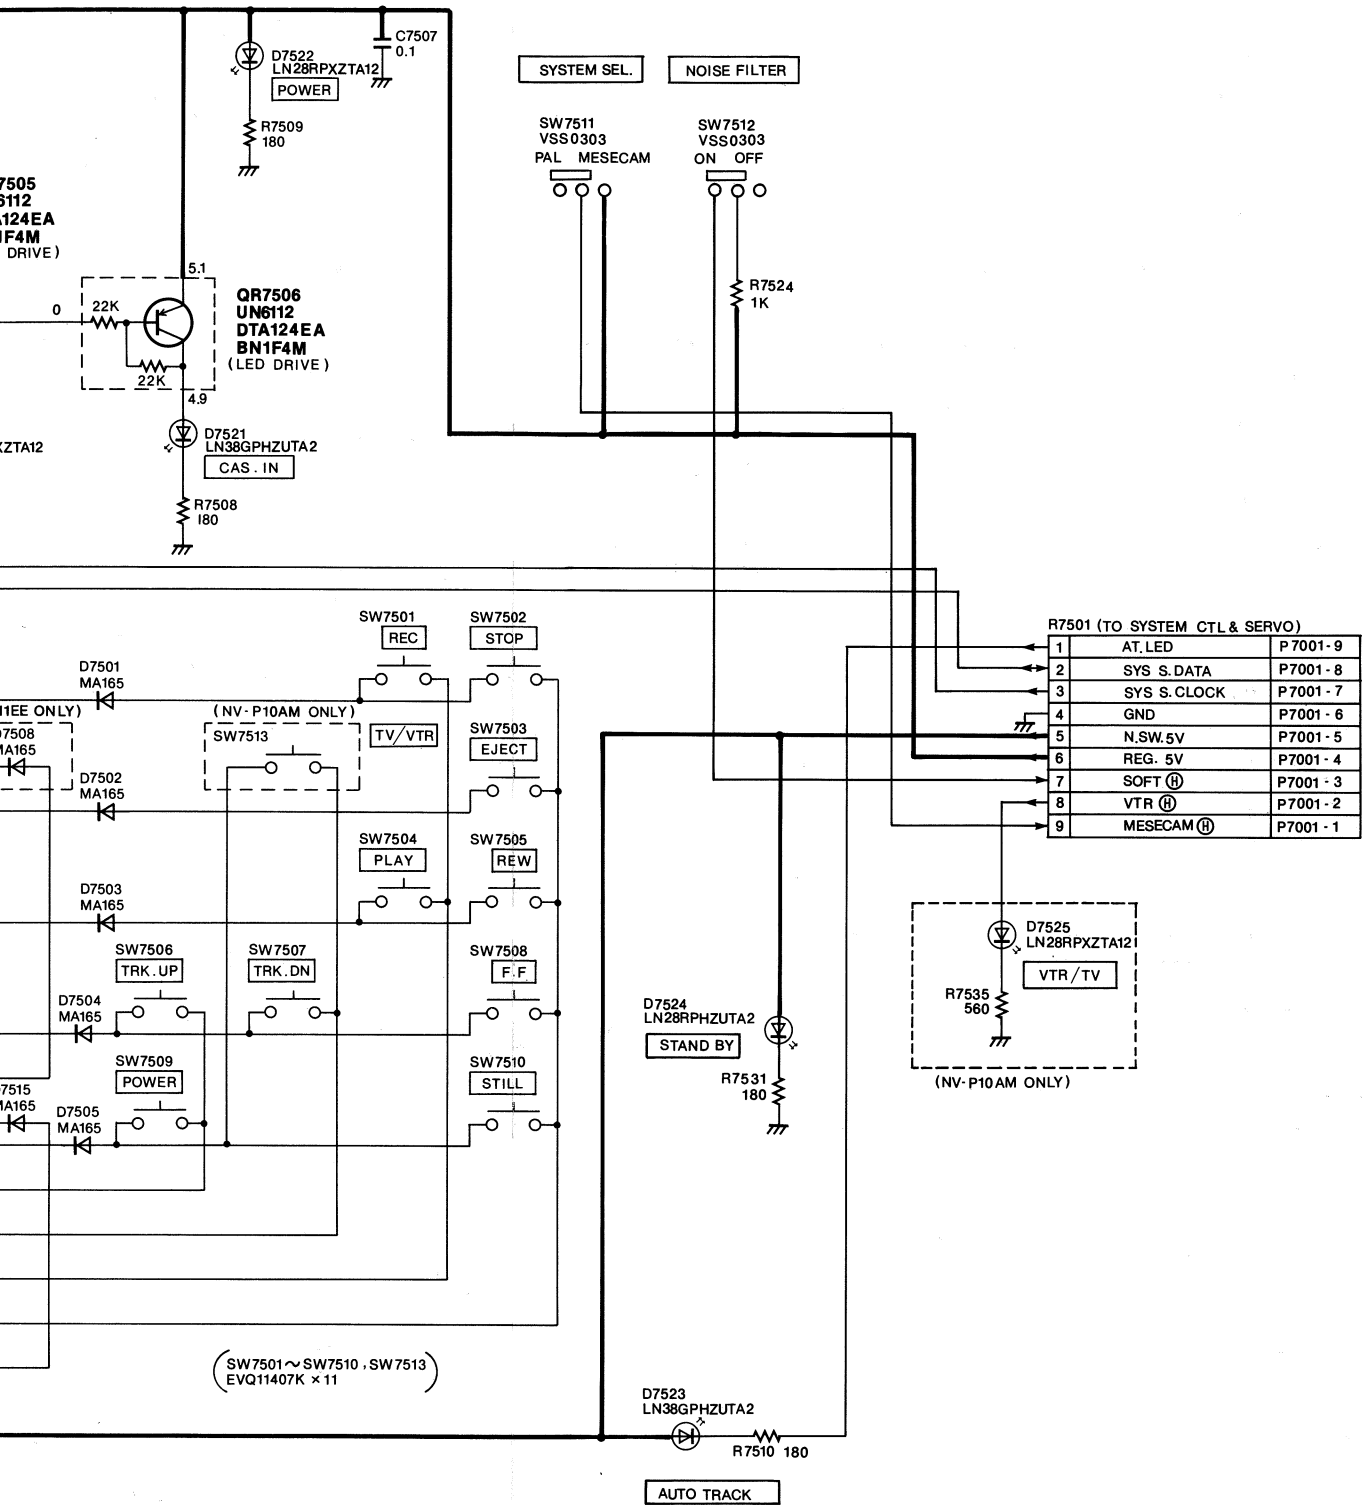 C7507
0.1
D7522
LN28RPXZTA12
POWER
R7509
180
SYSTEM SEL.
NOISE FILTER
SW7511
VSS0303
PAL MESECAM
SW7512
VSS0303
ON OFF
7505
6112
124EA
1F4M
DRIVE)
5.1
0
22K
22K
4.9
QR7506
UN6112
DTA124EA
BN1F4M
(LED DRIVE)
R7524
1K
XZTA12
D7521
LN38GPHZUTA2
CAS. IN
R7508
180
SW7501
REC
SW7502
STOP
R7501 (TO SYSTEM CTL & SERVO)
1 AT. LED P7001-9
2 SYS S.DATA P7001-8
3 SYS S.CLOCK P7001-7
4 GND P7001-6
5 N.SW.5V P7001-5
6 REG. 5V P7001-4
7 SOFT Ⓗ P7001-3
8 VTR Ⓗ P7001-2
9 MESECAM Ⓗ P7001-1
D7501
MA165
1EE ONLY)
7508
MA165
(NV-P10AM ONLY)
SW7513
TV/VTR
SW7503
EJECT
D7502
MA165
SW7504
PLAY
SW7505
REW
D7503
MA165
SW7506
TRK.UP
SW7507
TRK.DN
SW7508
F.F
D7504
MA165
SW7509
POWER
SW7510
STILL
7515
MA165
D7505
MA165
D7524
LN28RPHZUTA2
STAND BY
R7531
180
D7525
LN28RPXZTA12
VTR/TV
R7535
560
(NV-P10AM ONLY)
(SW7501～SW7510, SW7513)
EVQ11407K ×11
D7523
LN38GPHZUTA2
R7510 180
AUTO TRACK